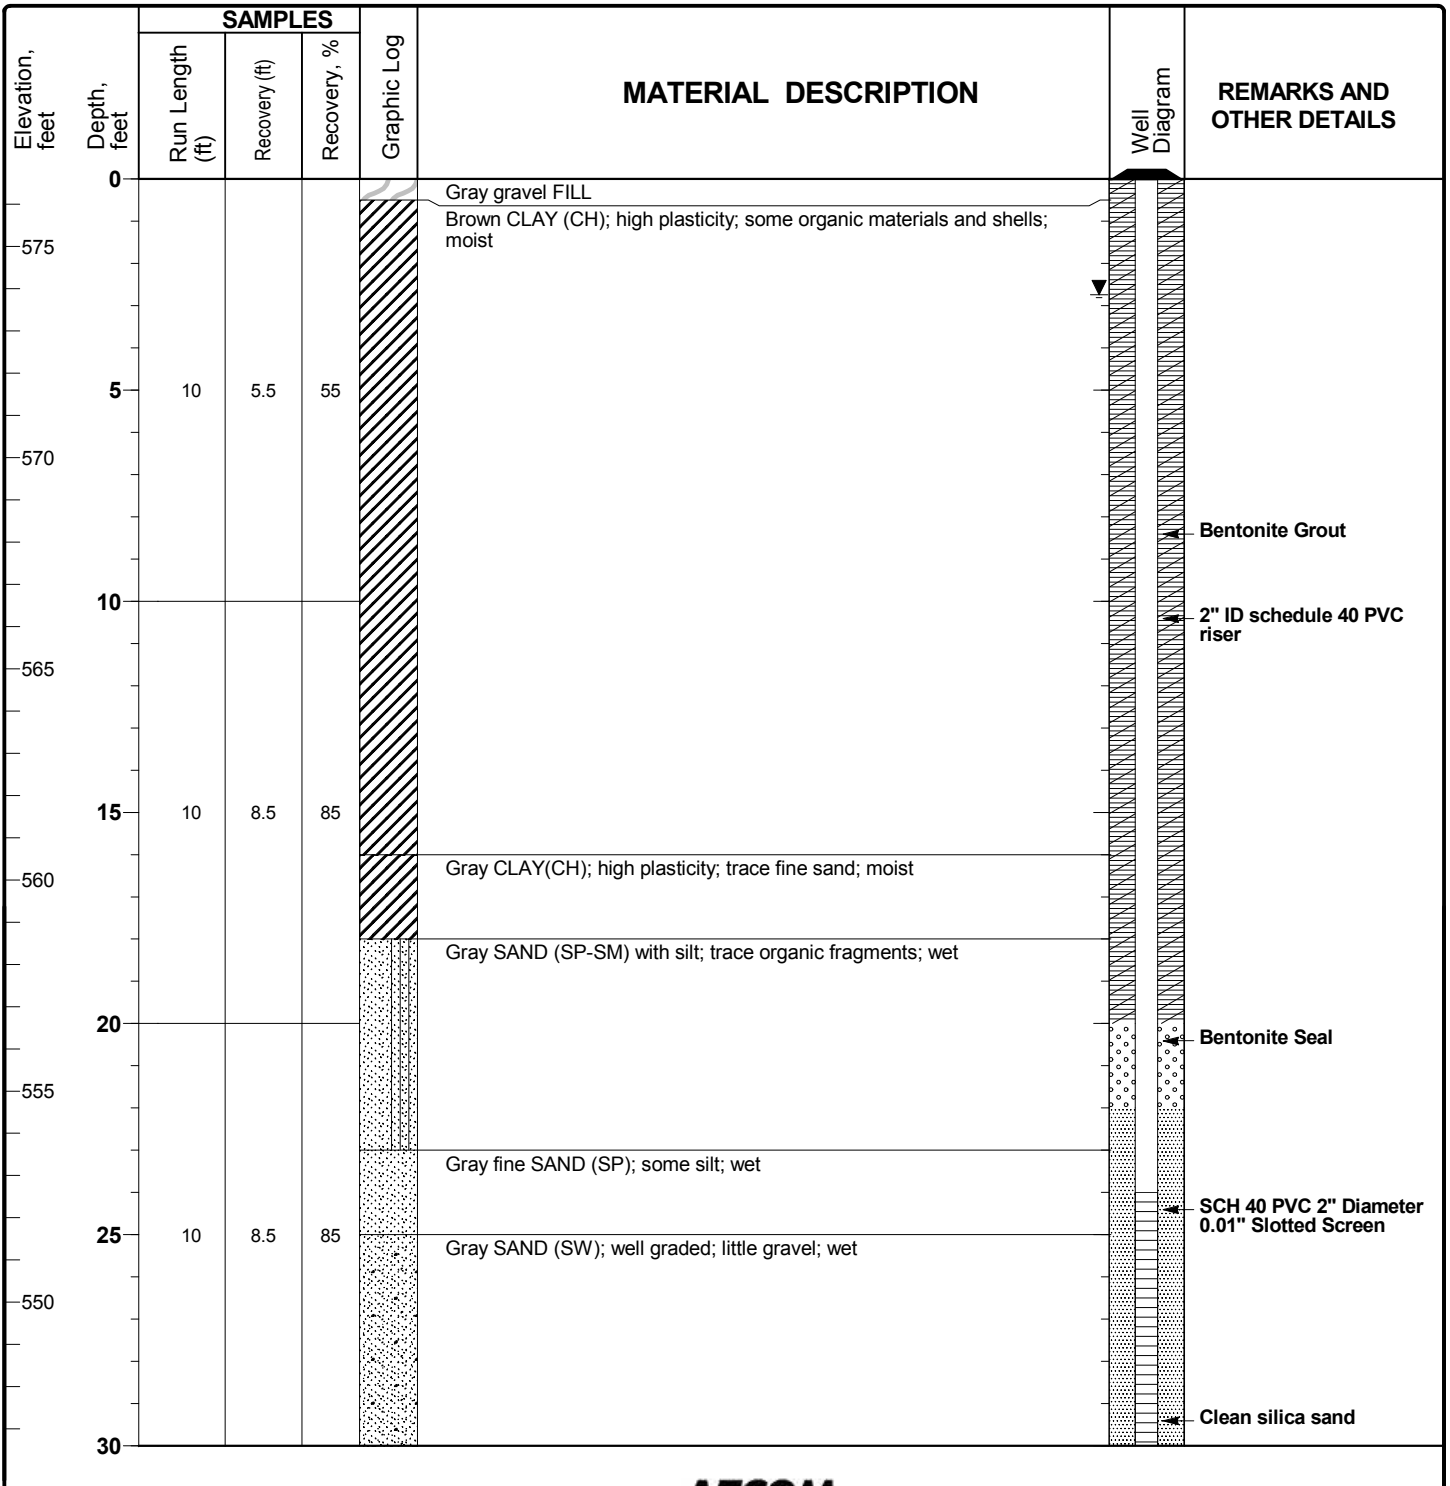 SAMPLES
Elevation,
feet
Depth,
feet
Run Length
(ft)
Recovery (ft)
Recovery, %
Graphic Log
MATERIAL DESCRIPTION
Well
Diagram
REMARKS AND
OTHER DETAILS
0
Gray gravel FILL
Brown CLAY (CH); high plasticity; some organic materials and shells;
moist
575
5
10
5.5
55
570
Bentonite Grout
10
2" ID schedule 40 PVC
riser
565
15
10
8.5
85
Gray CLAY(CH); high plasticity; trace fine sand; moist
560
Gray SAND (SP-SM) with silt; trace organic fragments; wet
20
Bentonite Seal
555
Gray fine SAND (SP); some silt; wet
SCH 40 PVC 2" Diameter
0.01" Slotted Screen
25
10
8.5
85
Gray SAND (SW); well graded; little gravel; wet
550
Clean silica sand
30